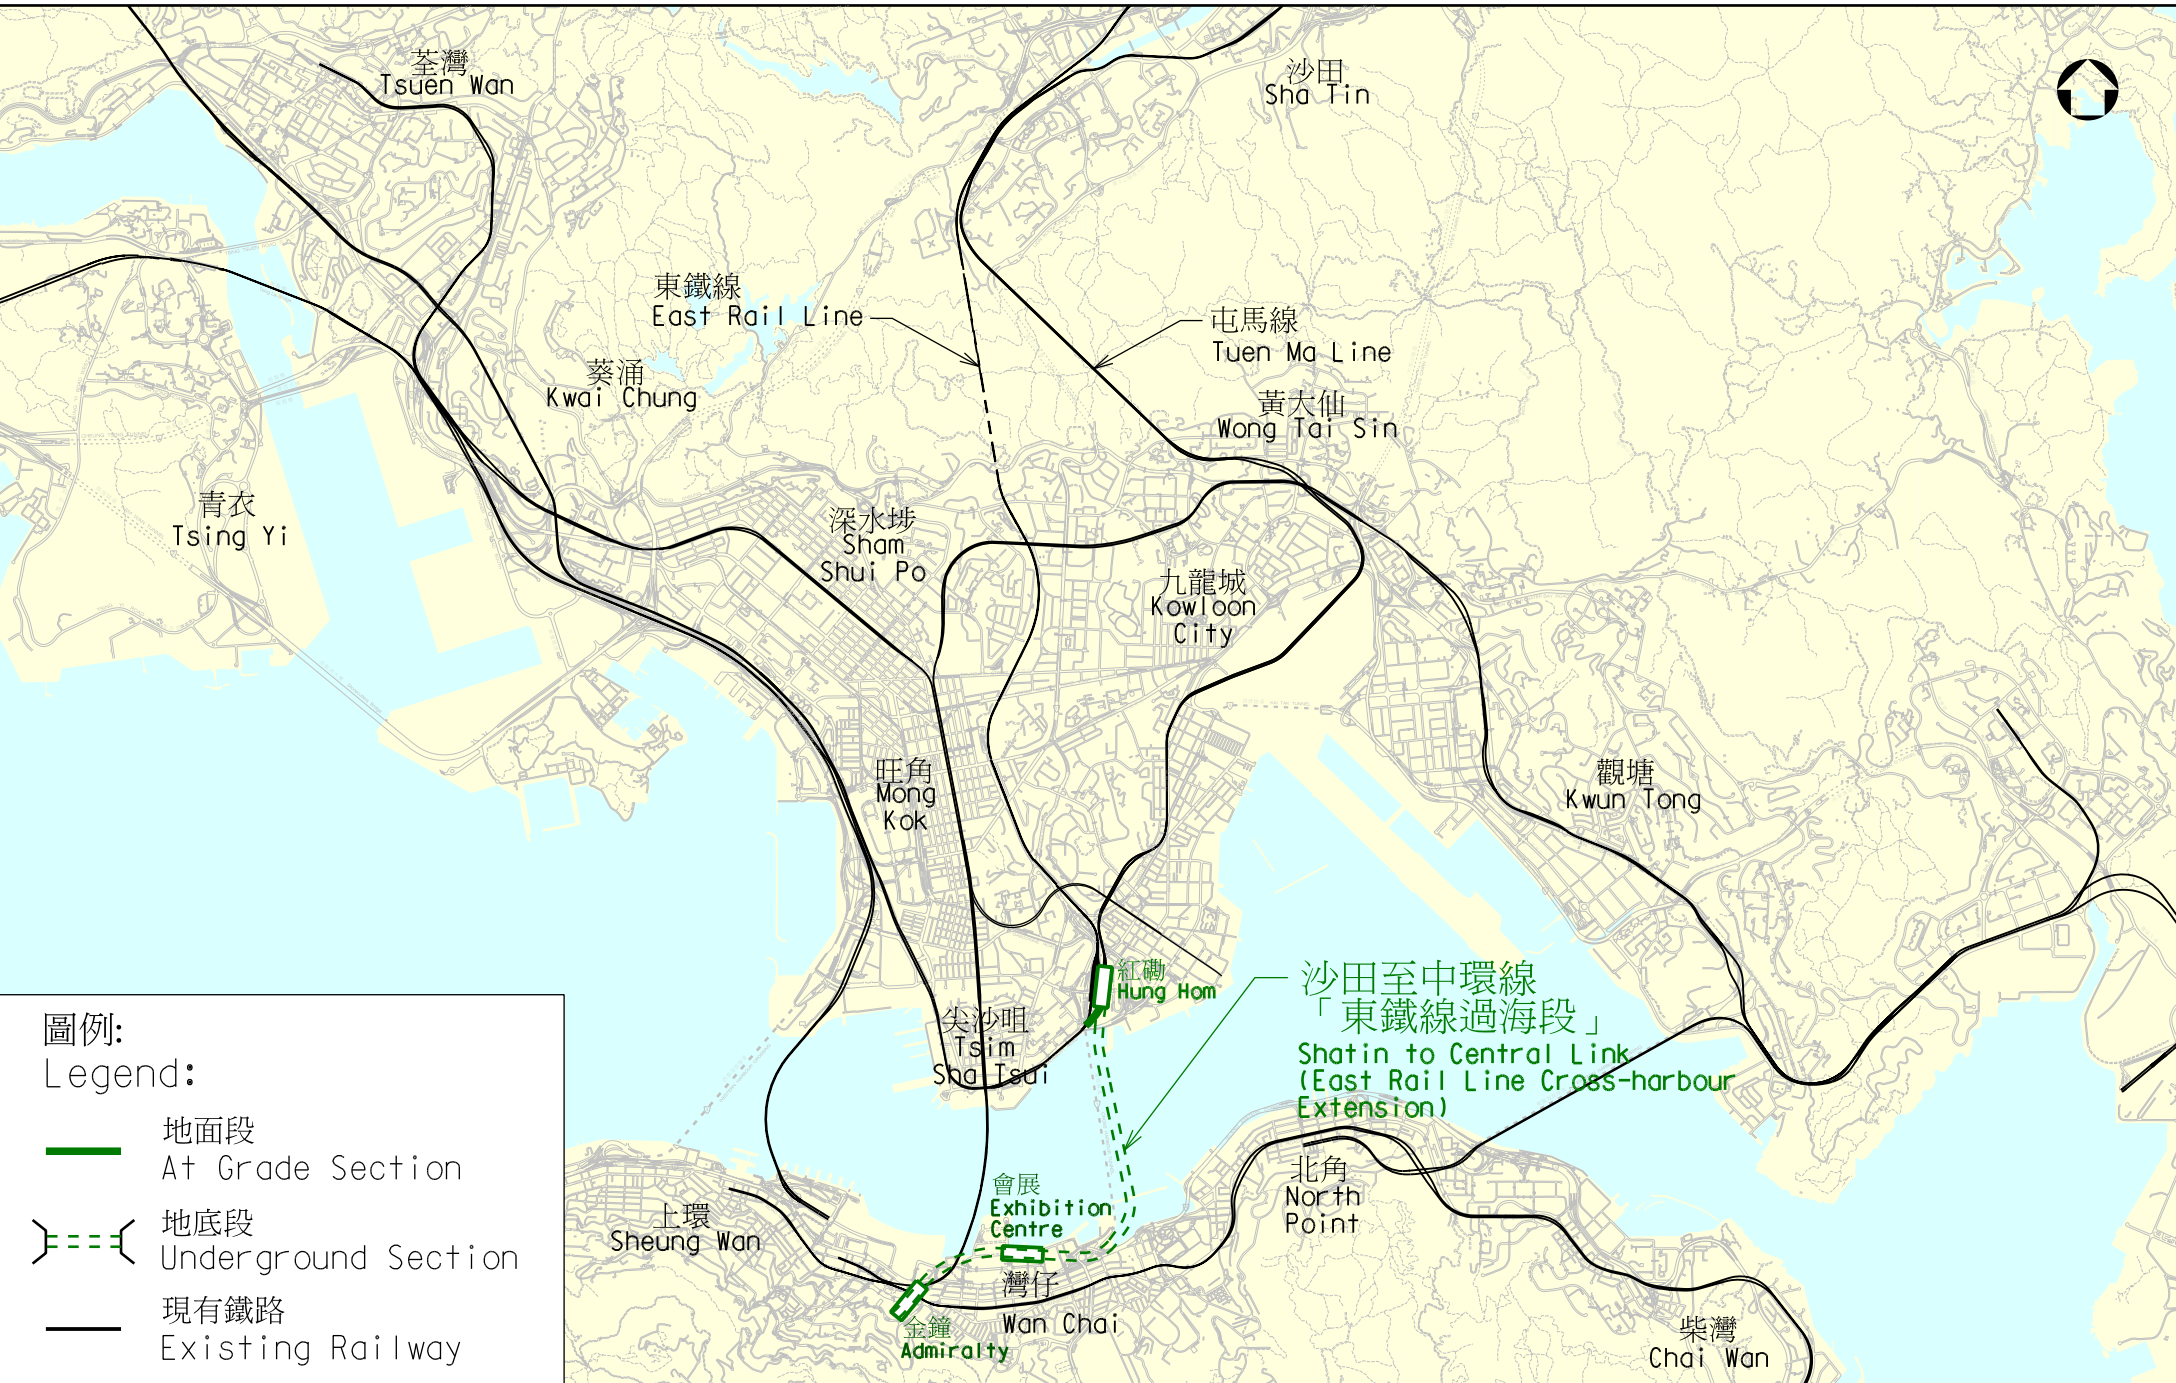 荃灣
Tsuen Wan
沙田
Sha Tin
東鐵線
East Rail Line
屯馬線
Tuen Ma Line
葵涌
Kwai Chung
黃大仙
Wong Tai Sin
青衣
Tsing Yi
深水埗
Sham
Shui Po
九龍城
Kowloon
City
旺角
Mong
Kok
觀塘
Kwun Tong
紅磡
Hung Hom
沙田至中環線
「東鐵線過海段」
Shatin to Central Link
(East Rail Line Cross-harbour
Extension)
尖沙咀
Tsim
Sha Tsui
會展
Exhibition
Centre
北角
North
Point
上環
Sheung Wan
灣仔
Wan Chai
金鐘
Admiralty
柴灣
Chai Wan
圖例:
Legend:
地面段
At Grade Section
地底段
Underground Section
現有鐵路
Existing Railway